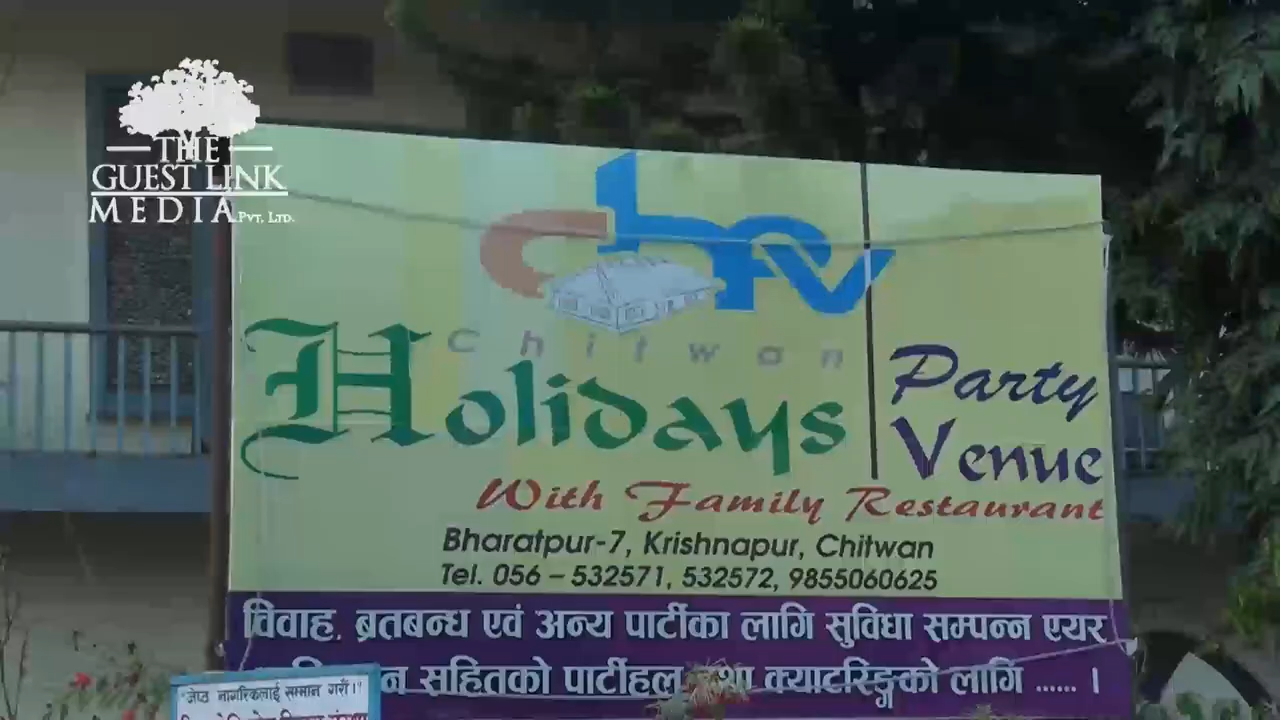 THE
GUEST LINK
MEDIA PVT. LTD.
chpv
Chitwan
Holidays
Party
Venue
With Family Restaurant
Bharatpur-7, Krishnapur, Chitwan
Tel. 056 – 532571, 532572, 9855060625
विवाह, ब्रतबन्ध एवं अन्य पार्टीका लागि सुविधा सम्पन्न एयर
सहितको पार्टीहल तथा क्याटरिङ्गको लागि ...... ।
"जेष्ठ नागरिकलाई सम्मान गरौं।"